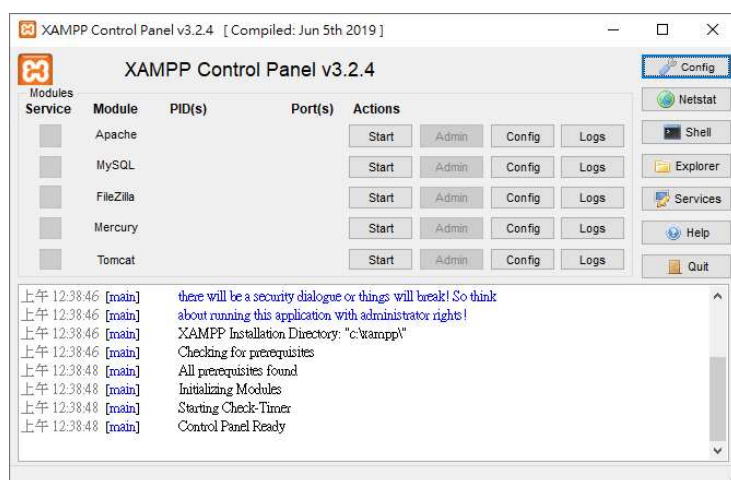 XAMPP Control Panel v3.2.4 [ Compiled: Jun 5th 2019 ]
XAMPP Control Panel v3.2.4
Config
Modules
Service Module PID(s) Port(s) Actions
Netstat
Apache Start Admin Config Logs
Shell
MySQL Start Admin Config Logs
Explorer
FileZilla Start Admin Config Logs
Services
Mercury Start Admin Config Logs
Help
Tomcat Start Admin Config Logs
Quit
上午 12:38:46 [main] there will be a security dialogue or things will break! So think
上午 12:38:46 [main] about running this application with administrator rights!
上午 12:38:46 [main] XAMPP Installation Directory: "c:\xampp\"
上午 12:38:46 [main] Checking for prerequisites
上午 12:38:48 [main] All prerequisites found
上午 12:38:48 [main] Initializing Modules
上午 12:38:48 [main] Starting Check-Timer
上午 12:38:48 [main] Control Panel Ready